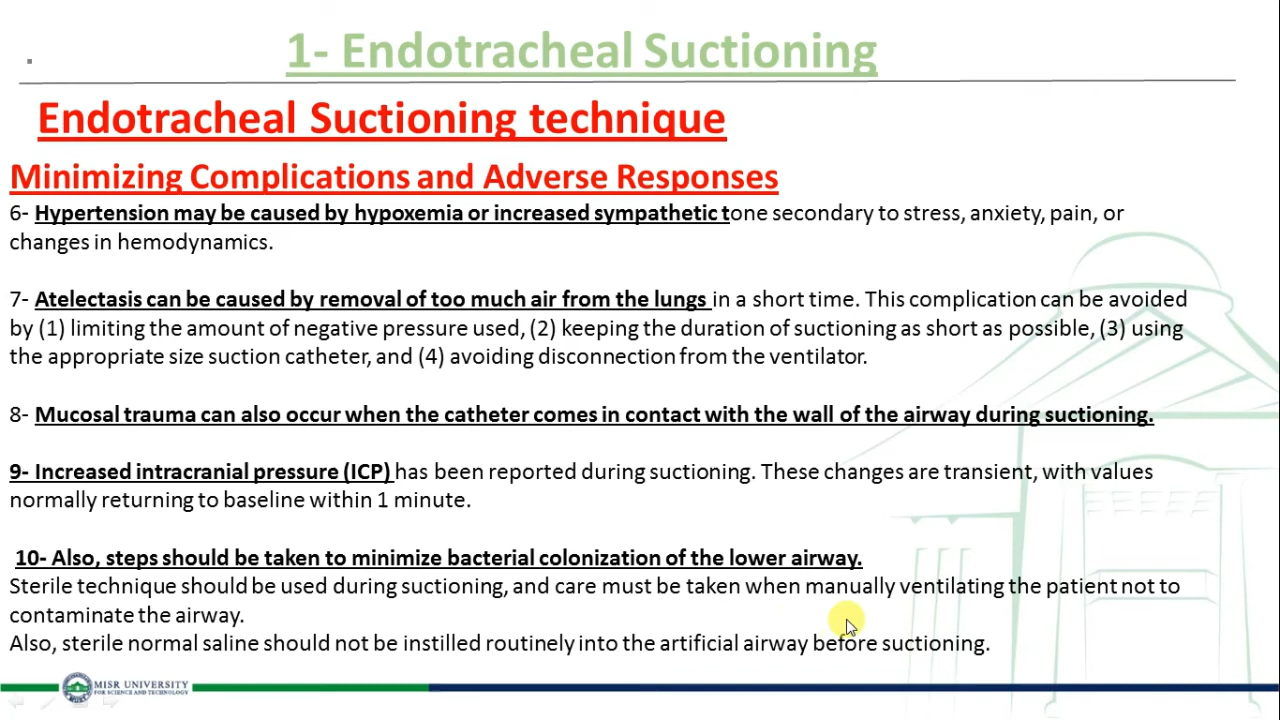 1- Endotracheal Suctioning
.
Endotracheal Suctioning technique
Minimizing Complications and Adverse Responses
6- Hypertension may be caused by hypoxemia or increased sympathetic tone secondary to stress, anxiety, pain, or
changes in hemodynamics.
7- Atelectasis can be caused by removal of too much air from the lungs in a short time. This complication can be avoided
by (1) limiting the amount of negative pressure used, (2) keeping the duration of suctioning as short as possible, (3) using
the appropriate size suction catheter, and (4) avoiding disconnection from the ventilator.
8- Mucosal trauma can also occur when the catheter comes in contact with the wall of the airway during suctioning.
9- Increased intracranial pressure (ICP) has been reported during suctioning. These changes are transient, with values
normally returning to baseline within 1 minute.
10- Also, steps should be taken to minimize bacterial colonization of the lower airway.
Sterile technique should be used during suctioning, and care must be taken when manually ventilating the patient not to
contaminate the airway.
Also, sterile normal saline should not be instilled routinely into the artificial airway before suctioning.
MISR UNIVERSITY
FOR SCIENCE AND TECHNOLOGY